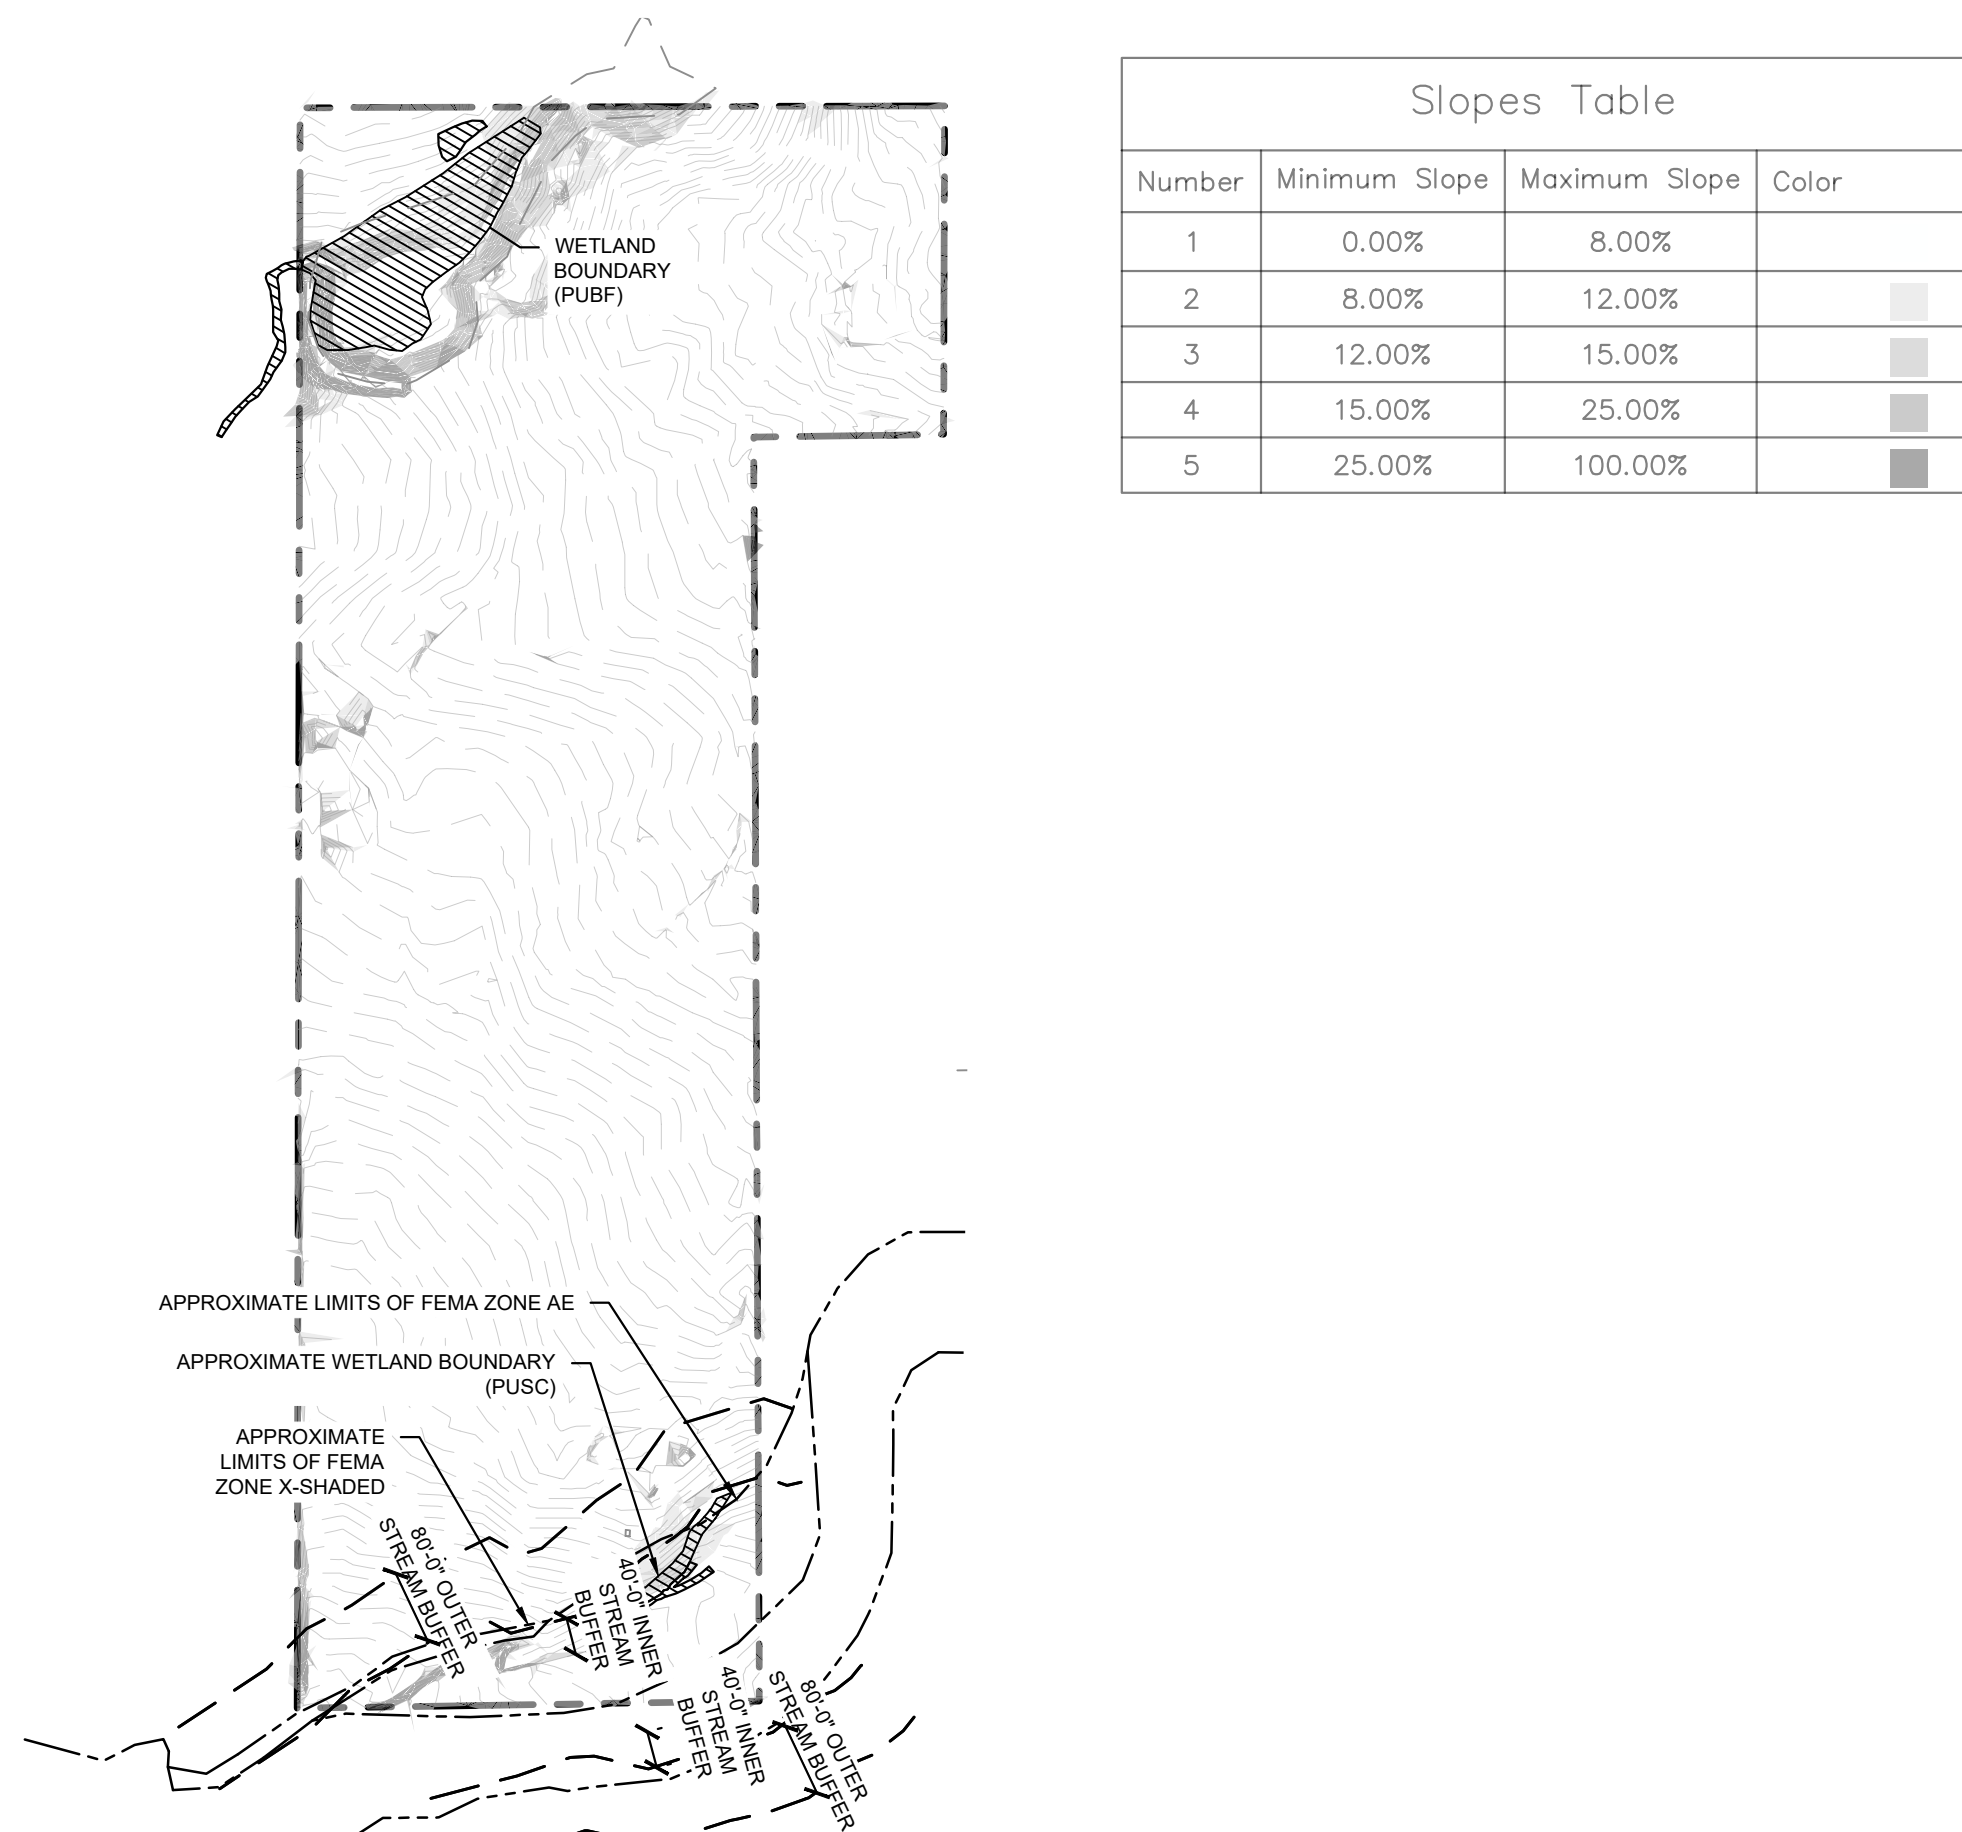 Slopes Table
Number Minimum Slope Maximum Slope Color
1 0.00% 8.00%
2 8.00% 12.00%
3 12.00% 15.00%
4 15.00% 25.00%
5 25.00% 100.00%
WETLAND
BOUNDARY
(PUBF)
APPROXIMATE LIMITS OF FEMA ZONE AE
APPROXIMATE WETLAND BOUNDARY
(PUSC)
APPROXIMATE
LIMITS OF FEMA
ZONE X-SHADED
80'-0" OUTER
STREAM BUFFER
40'-0" INNER
STREAM
BUFFER
40'-0" INNER
STREAM
BUFFER
80'-0" OUTER
STREAM BUFFER